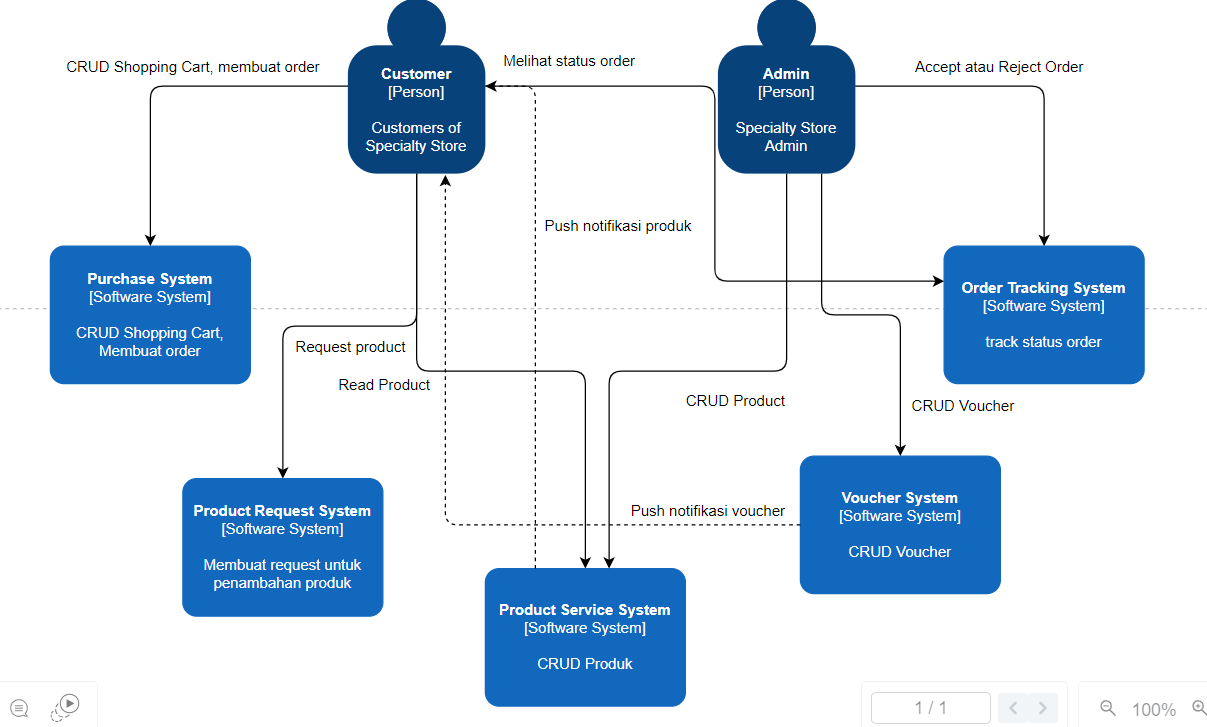 CRUD Shopping Cart, membuat order
Customer
[Person]
Customers of
Specialty Store
Melihat status order
Admin
[Person]
Specialty Store
Admin
Accept atau Reject Order
Push notifikasi produk
Purchase System
[Software System]
CRUD Shopping Cart,
Membuat order
Order Tracking System
[Software System]
track status order
Request product
Read Product
CRUD Product
CRUD Voucher
Product Request System
[Software System]
Membuat request untuk
penambahan produk
Push notifikasi voucher
Voucher System
[Software System]
CRUD Voucher
Product Service System
[Software System]
CRUD Produk
1 / 1
100%